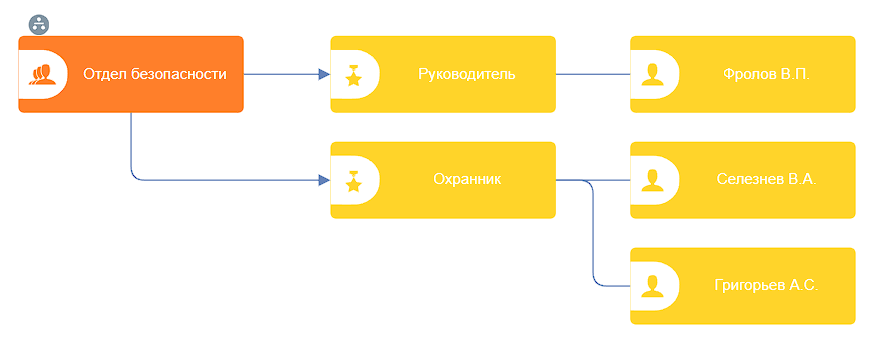 Отдел безопасности
Руководитель
Фролов В.П.
Охранник
Селезнев В.А.
Григорьев А.С.